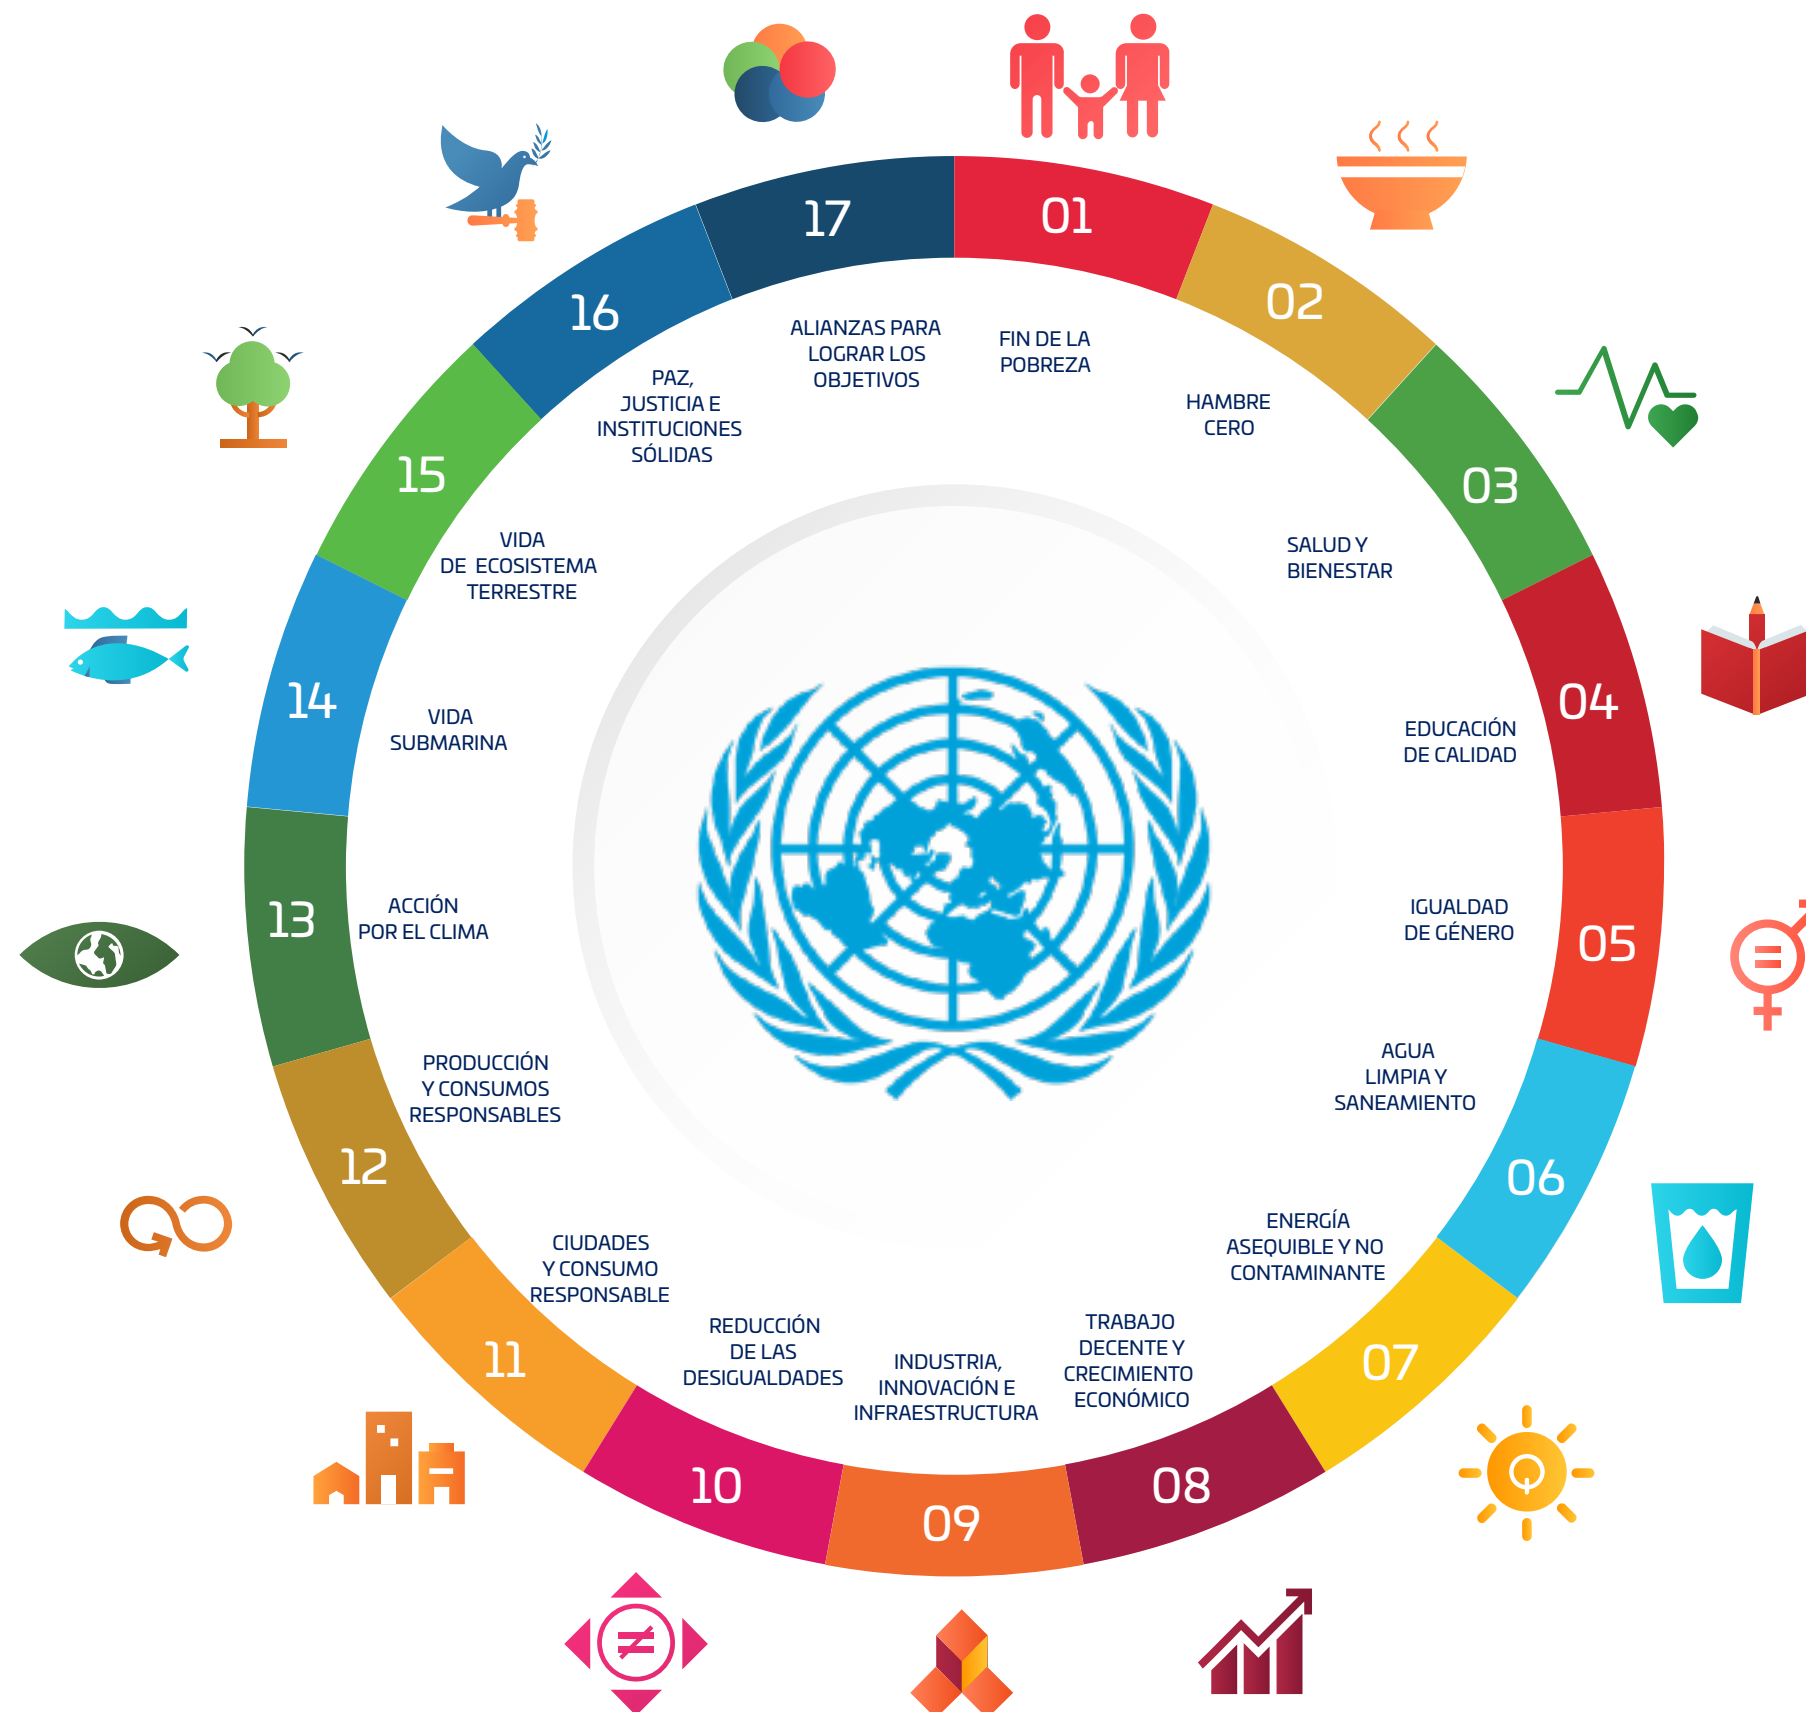 01
FIN DE LA
POBREZA
02
HAMBRE
CERO
03
SALUD Y
BIENESTAR
04
EDUCACIÓN
DE CALIDAD
05
IGUALDAD
DE GÉNERO
06
AGUA
LIMPIA Y
SANEAMIENTO
07
ENERGÍA
ASEQUIBLE Y NO
CONTAMINANTE
08
TRABAJO
DECENTE Y
CRECIMIENTO
ECONÓMICO
09
INDUSTRIA,
INNOVACIÓN E
INFRAESTRUCTURA
10
REDUCCIÓN
DE LAS
DESIGUALDADES
11
CIUDADES
Y CONSUMO
RESPONSABLE
12
PRODUCCIÓN
Y CONSUMOS
RESPONSABLES
13
ACCIÓN
POR EL CLIMA
14
VIDA
SUBMARINA
15
VIDA
DE ECOSISTEMA
TERRESTRE
16
PAZ,
JUSTICIA E
INSTITUCIONES
SÓLIDAS
17
ALIANZAS PARA
LOGRAR LOS
OBJETIVOS